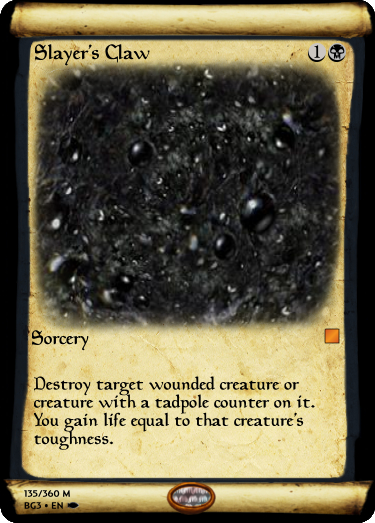 Slayer's Claw 1
Sorcery
Destroy target wounded creature or
creature with a tadpole counter on it.
You gain life equal to that creature's
toughness.
135/360 M
BG3 • EN